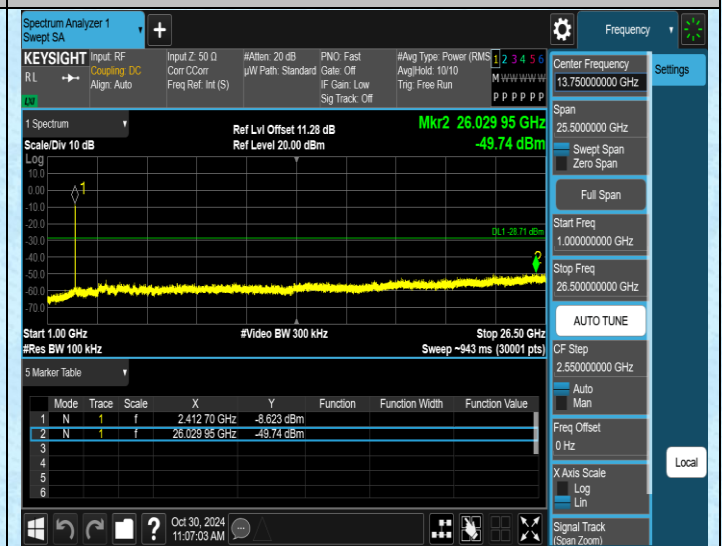 Spectrum Analyzer 1
Swept SA
+
Frequency
KEYSIGHT
RL
LXI
Input: RF
Coupling: DC
Align: Auto
Input Z: 50 Ω
Corr CCorr
Freq Ref: Int (S)
#Atten: 20 dB
µW Path: Standard
PNO: Fast
Gate: Off
IF Gain: Low
Sig Track: Off
#Avg Type: Power (RMS
Avg|Hold: 10/10
Trig: Free Run
1 2 3 4 5 6
M W W W W W
P P P P P P
1 Spectrum
Scale/Div 10 dB
Ref Lvl Offset 11.28 dB
Ref Level 20.00 dBm
Mkr2 26.029 95 GHz
-49.74 dBm
Log
10.0
0.00
-10.0
-20.0
-30.0
-40.0
-50.0
-60.0
-70.0
1
DL1 -28.71 dBm
2
Start 1.00 GHz
#Res BW 100 kHz
#Video BW 300 kHz
Stop 26.50 GHz
Sweep ~943 ms (30001 pts)
5 Marker Table
Mode Trace Scale X Y Function Function Width Function Value
1 N 1 f 2.412 70 GHz -8.623 dBm
2 N 1 f 26.029 95 GHz -49.74 dBm
3
4
5
6
?
Oct 30, 2024
11:07:03 AM
Center Frequency
13.750000000 GHz
Span
25.5000000 GHz
Swept Span
Zero Span
Full Span
Start Freq
1.000000000 GHz
Stop Freq
26.500000000 GHz
AUTO TUNE
CF Step
2.550000000 GHz
Auto
Man
Freq Offset
0 Hz
X Axis Scale
Log
Lin
Signal Track
(Span Zoom)
Settings
Local